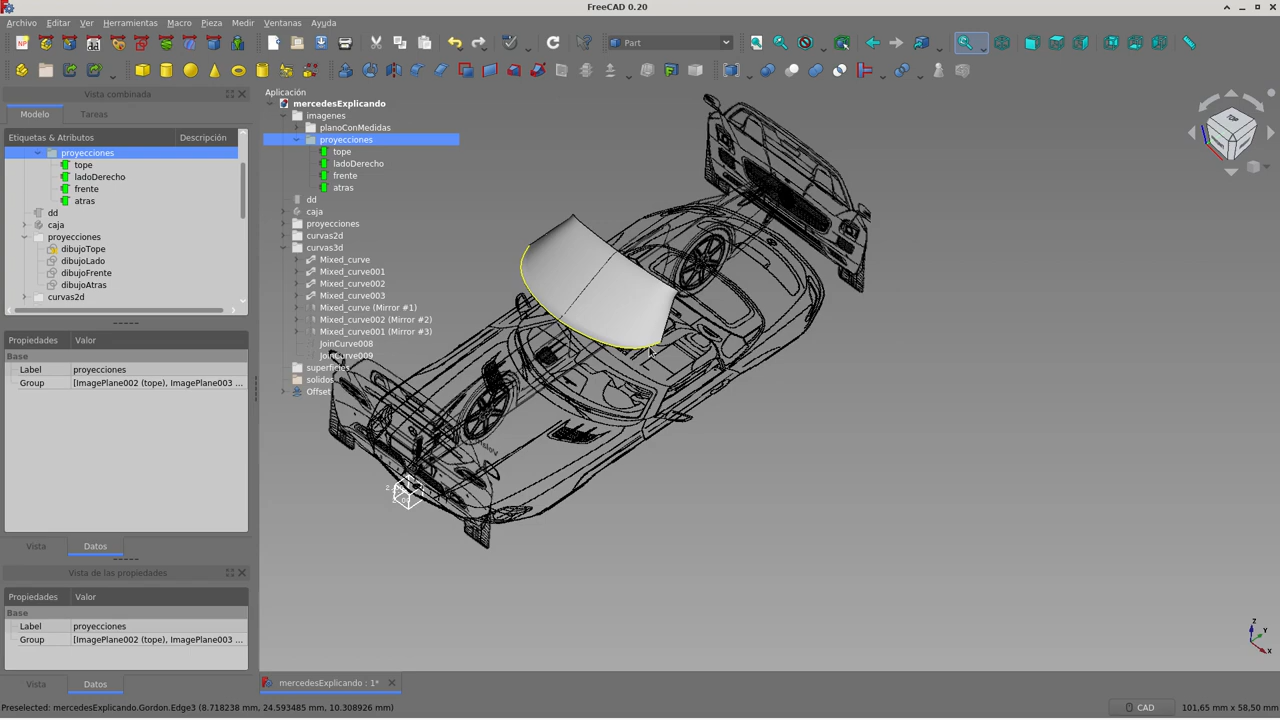 FreeCAD 0.20
Archivo Editar Ver Herramientas Macro Pieza Medir Ventanas Ayuda
Part
Vista combinada
Modelo Tareas
Etiquetas & Atributos Descripción
proyecciones
tope
ladoDerecho
frente
atras
dd
caja
proyecciones
dibujoTope
dibujoLado
dibujoFrente
dibujoAtras
curvas2d
Propiedades Valor
Base
Label proyecciones
Group [ImagePlane002 (tope), ImagePlane003 ...
Vista Datos
Vista de las propiedades
Propiedades Valor
Base
Label proyecciones
Group [ImagePlane002 (tope), ImagePlane003 ...
Vista Datos
Aplicación
mercedesExplicando
imagenes
planoConMedidas
proyecciones
tope
ladoDerecho
frente
atras
dd
caja
proyecciones
curvas2d
curvas3d
Mixed_curve
Mixed_curve001
Mixed_curve002
Mixed_curve003
Mixed_curve (Mirror #1)
Mixed_curve002 (Mirror #2)
Mixed_curve001 (Mirror #3)
JoinCurve008
JoinCurve009
superficies
solidos
Offset
TOP
Z
Y
X
mercedesExplicando : 1*
Preselected: mercedesExplicando.Gordon.Edge3 (8.718238 mm, 24.593485 mm, 10.308926 mm)
CAD
101,65 mm x 58,50 mm